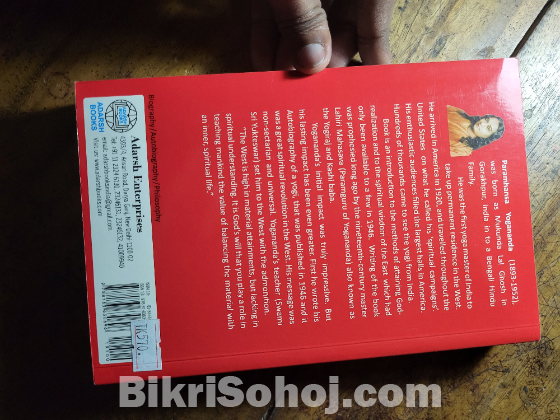 Paramhansa Yogananda (1893-1952),
was born as Mukunda Lal Ghosh in
Gorakhpur, India in to a Bengali Hindu
Family.
He was the first yoga master of India to
take up permanent residence in the West.
He arrived in America in 1920, and travelled throughout the
United States on what he called his 'spiritual campaigns'.
His enthusiastic audiences filled the largest halls in America.
Hundreds of thousands came to see the yogi from India
Book is an introduction to the methods of attaining God-
realization and to the spiritual wisdom of the East, which had
only been available to a few in 1946. Writing of the book
was prophesied long ago by the nineteenth-century master
Lahiri Mahasaya (Paramguru of Yogananda) also known as
the Yogiraj and Kashi baba.
Yogananda's initial impact was truly impressive. But
his lasting impact has been even greater. First he wrote his
Autobiography of a Yogi, that was published in 1946 and it
was a great spiritual revolution in the West. His message was
non-sectarian and universal. Yogananda's teacher (Swami
Sri Yukteswar) set him to the West with the admonition.
"The West is high in material attainments, but lacking in
spiritual understanding. It is God's will that you play a role in
teaching mankind the value of balancing the material with
an inner, spiritual life".
Biography/Autobiography/Philosophy
ADARSH
BOOKS
Adarsh Enterprises
Ansari Road, Darya Ganj, New Delhi
TK570.
BikriSohoj.com